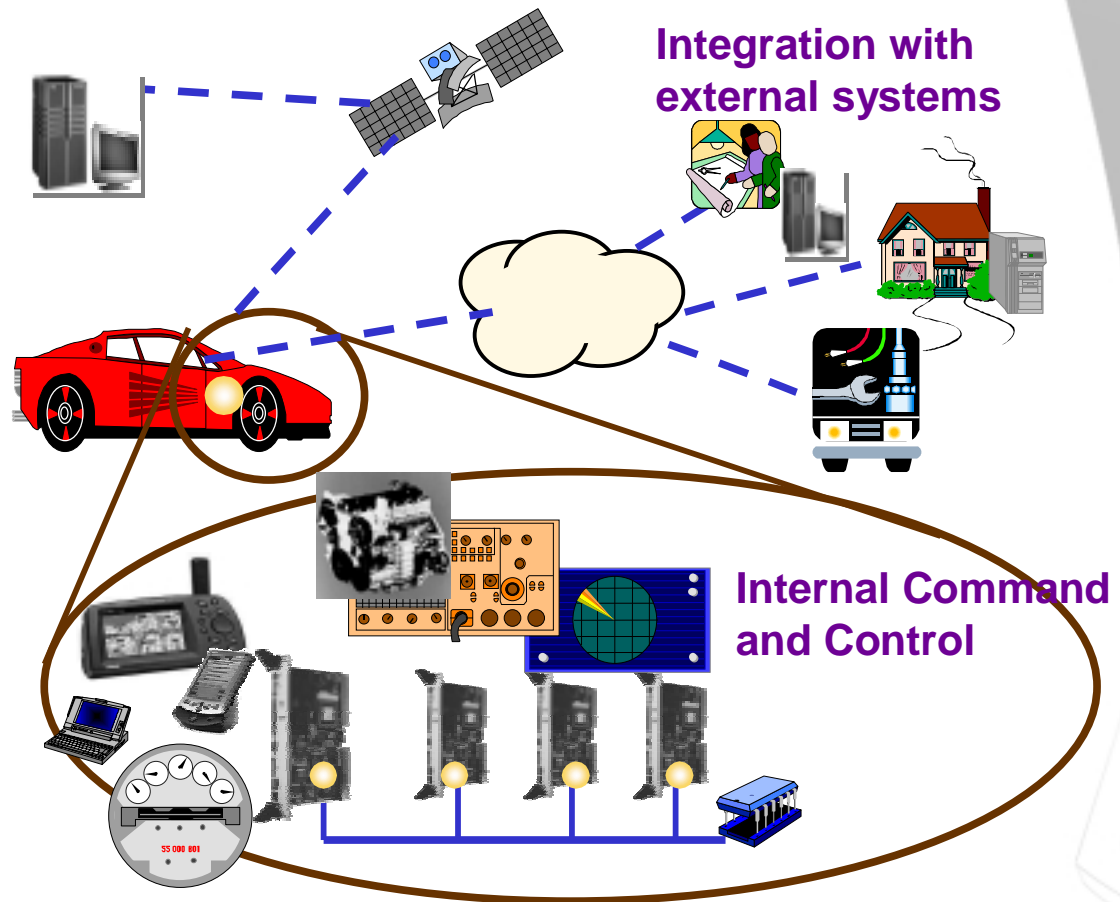 Integration with
external systems
Internal Command
and Control